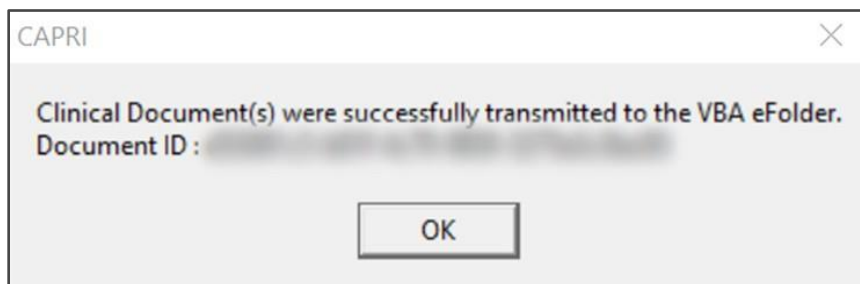 CAPRI
Clinical Document(s) were successfully transmitted to the VBA eFolder.
Document ID :
OK